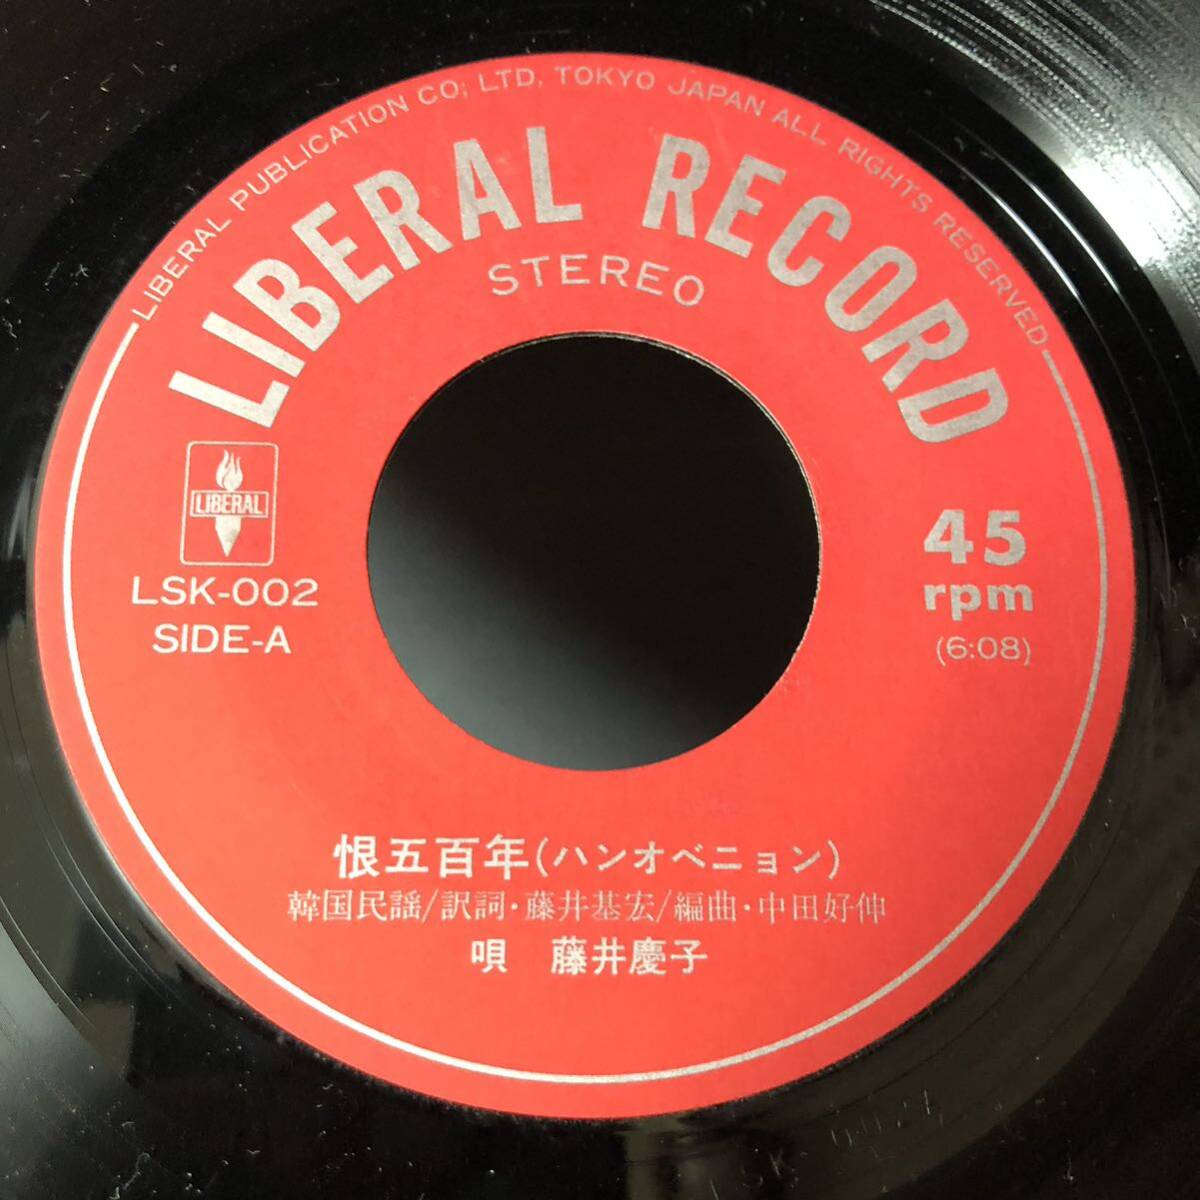 LIBERAL PUBLICATION CO; LTD, TOKYO JAPAN ALL RIGHTS RESERVED
LIBERAL RECORD
STEREO
LIBERAL
LSK-002
SIDE-A
45
rpm
(6:08)
恨五百年(ハンオベニョン)
韓国民謡/訳詞・藤井基宏/編曲・中田好伸
唄 藤井慶子